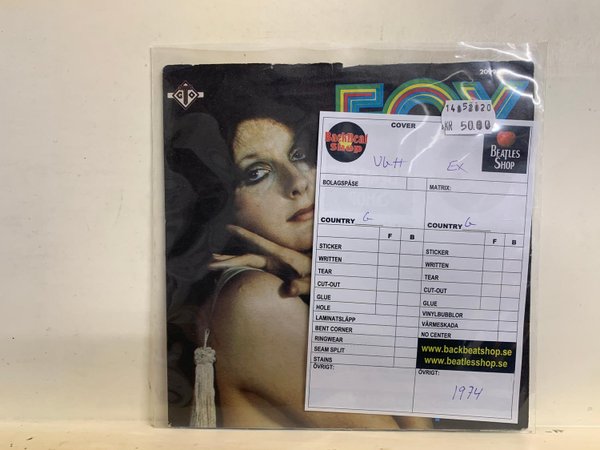 GTO
FOX
COVER
BackBeat
Shop
BEATLES
SHOP
KR 50.00
VG+
EX
BOLAGSPÅSE
MATRIX:
COUNTRY G
COUNTRY G
F B
F B
STICKER
WRITTEN
TEAR
CUT-OUT
GLUE
HOLE
LAMINATSLÄPP
BENT CORNER
RINGWEAR
SEAM SPLIT
STAINS
ÖVRIGT:
STICKER
WRITTEN
TEAR
CUT-OUT
GLUE
VINYLBUBBLOR
VÄRMESKADA
NO CENTER
www.backbeatshop.se
www.beatlesshop.se
ÖVRIGT:
1974